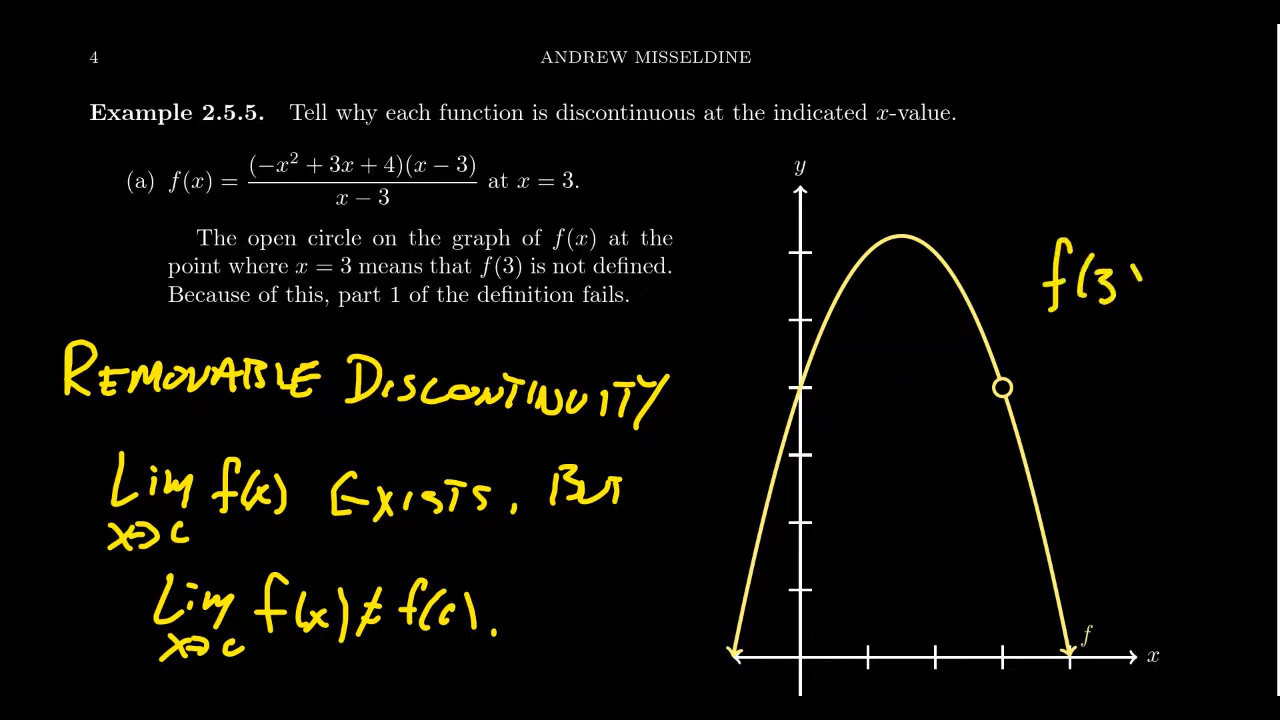 4 ANDREW MISSELDINE
Example 2.5.5. Tell why each function is discontinuous at the indicated x-value.
(a) f(x) = (−x² + 3x + 4)(x − 3) / x − 3 at x = 3.
The open circle on the graph of f(x) at the
point where x = 3 means that f(3) is not defined.
Because of this, part 1 of the definition fails.
REMOVABLE DISCONTINUITY
Lim f(x) EXISTS, BUT
x→c
Lim f(x) ≠ f(c).
x→c
y
f(3
f
x